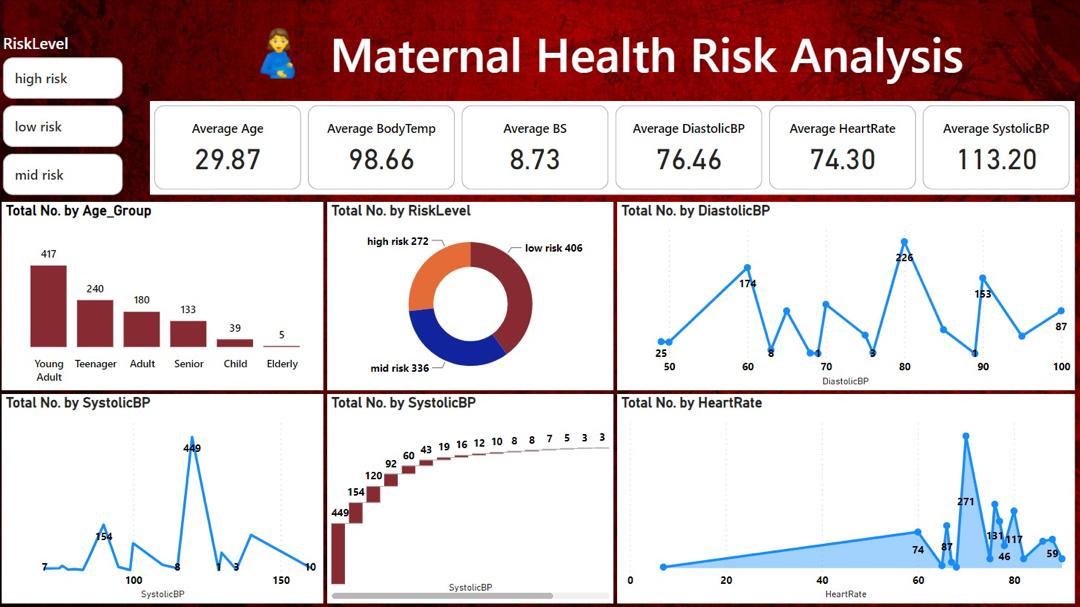 RiskLevel
high risk
low risk
mid risk
Maternal Health Risk Analysis
Average Age
29.87
Average BodyTemp
98.66
Average BS
8.73
Average DiastolicBP
76.46
Average HeartRate
74.30
Average SystolicBP
113.20
Total No. by Age_Group
417
240
180
133
39
5
Young
Adult
Teenager
Adult
Senior
Child
Elderly
Total No. by RiskLevel
high risk 272
low risk 406
mid risk 336
Total No. by DiastolicBP
25
174
8
1
3
226
1
153
87
50 60 70 80 90 100
DiastolicBP
Total No. by SystolicBP
7
154
449
8
1
3
10
100 150
SystolicBP
Total No. by SystolicBP
449 154 120 92 60 43 19 16 12 10 8 8 7 5 3 3
SystolicBP
Total No. by HeartRate
74
87
271
131
46
117
59
0 20 40 60 80
HeartRate